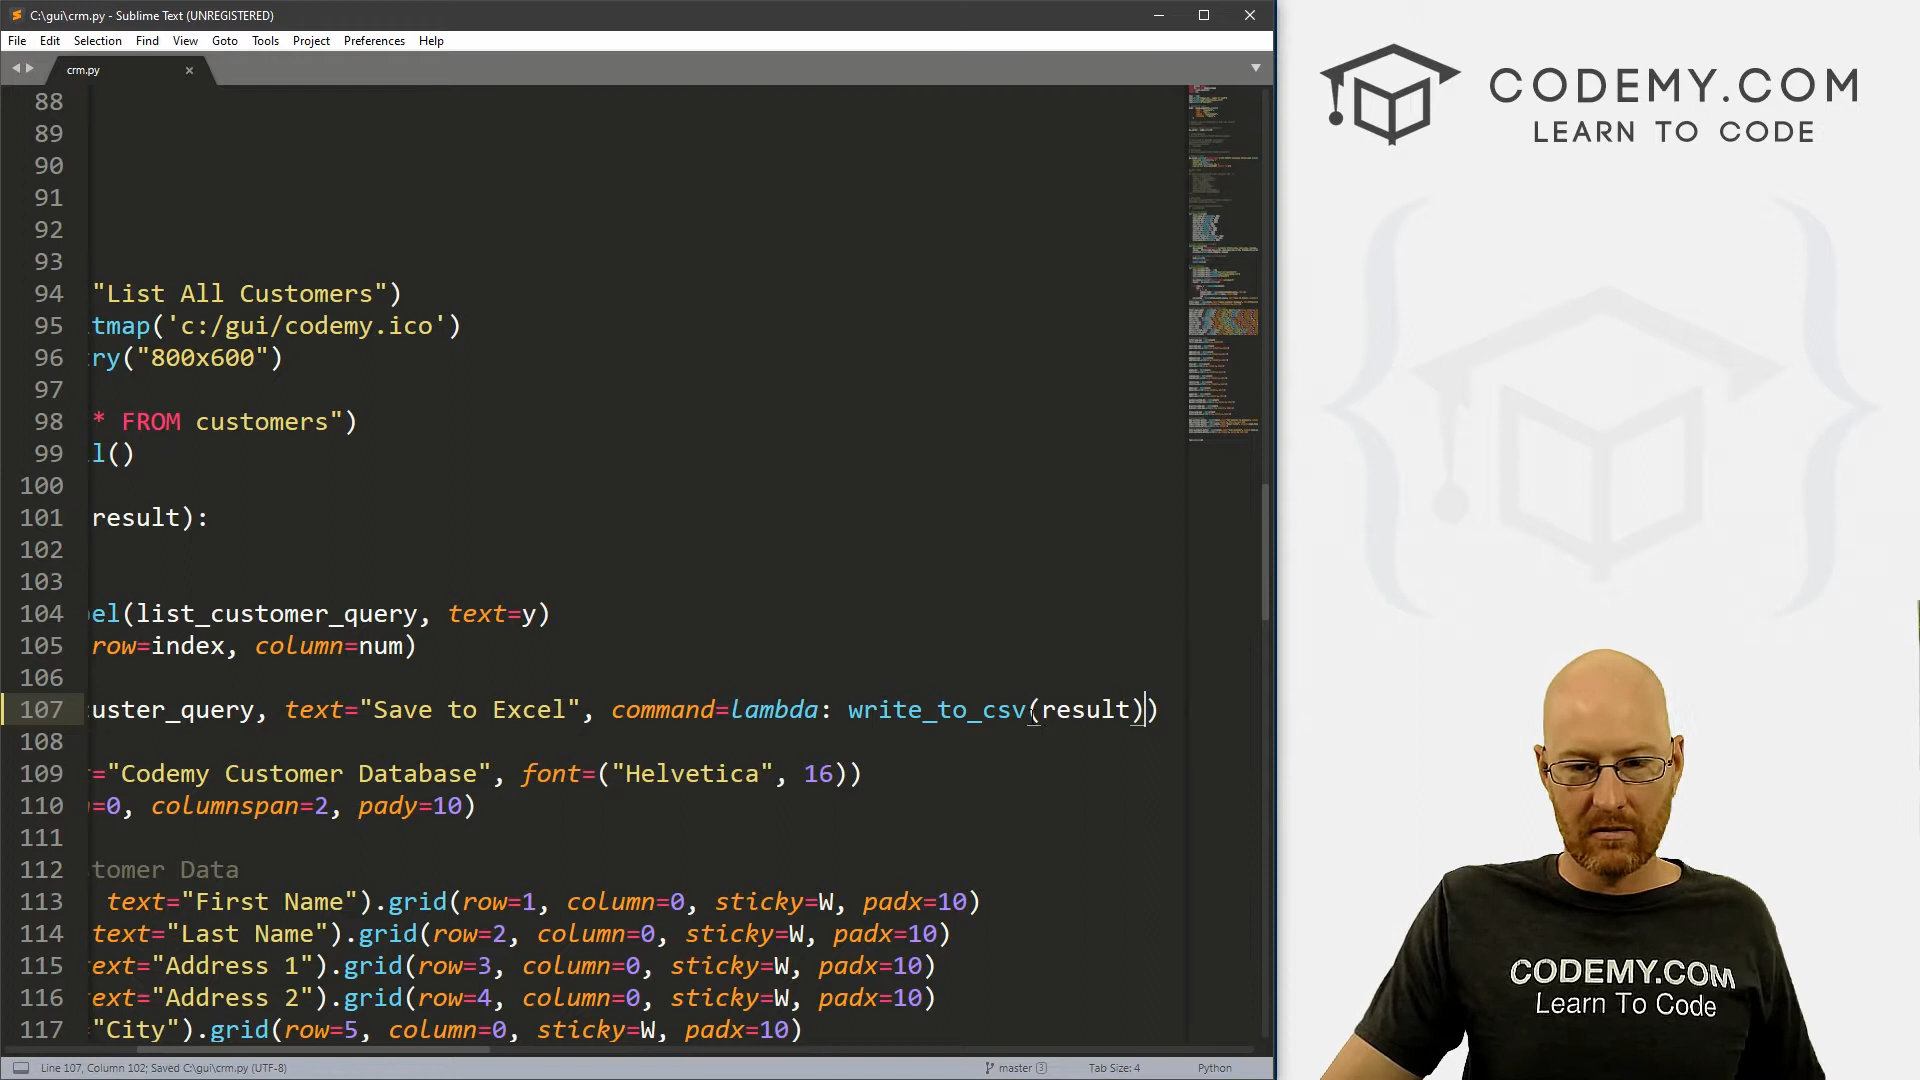 C:\gui\crm.py - Sublime Text (UNREGISTERED)
File Edit Selection Find View Goto Tools Project Preferences Help
crm.py
88
89
90
91
92
93
94 "List All Customers")
95 tmap('c:/gui/codemy.ico')
96 ry("800x600")
97
98 * FROM customers")
99 l()
100
101 result):
102
103
104 el(list_customer_query, text=y)
105 row=index, column=num)
106
107 uster_query, text="Save to Excel", command=lambda: write_to_csv(result))
108
109 ="Codemy Customer Database", font=("Helvetica", 16))
110 =0, columnspan=2, pady=10)
111
112 tomer Data
113 text="First Name").grid(row=1, column=0, sticky=W, padx=10)
114 text="Last Name").grid(row=2, column=0, sticky=W, padx=10)
115 ext="Address 1").grid(row=3, column=0, sticky=W, padx=10)
116 ext="Address 2").grid(row=4, column=0, sticky=W, padx=10)
117 ="City").grid(row=5, column=0, sticky=W, padx=10)
Line 107, Column 102; Saved C:\gui\crm.py (UTF-8) master 3 Tab Size: 4 Python
CODEMY.COM
LEARN TO CODE
CODEMY.COM
Learn To Code